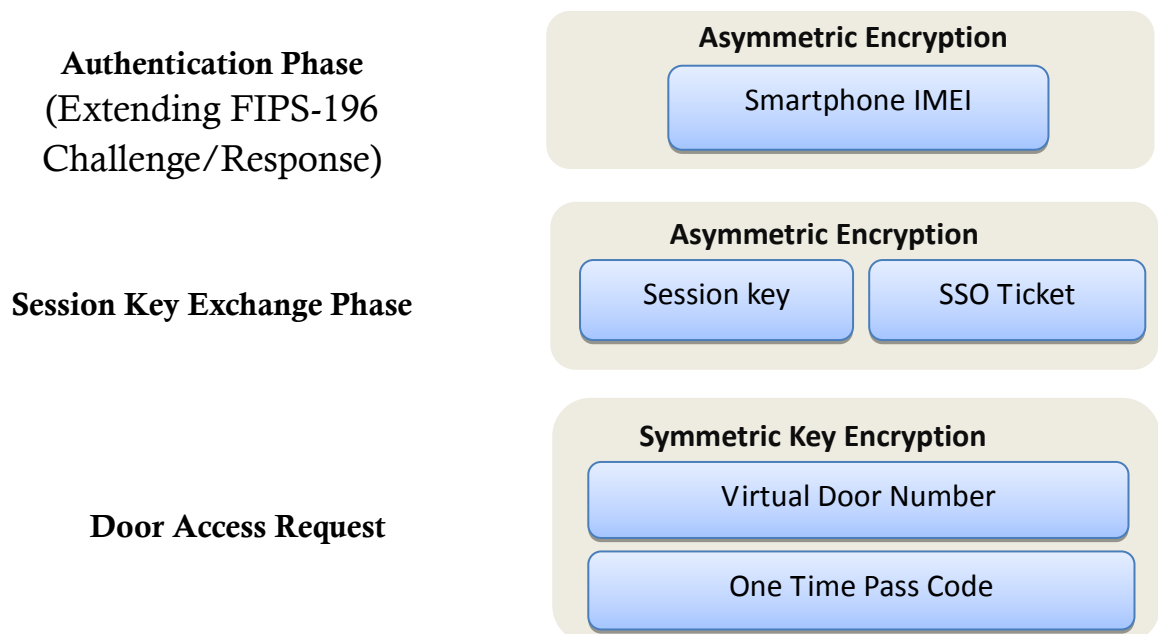 Authentication Phase
(Extending FIPS-196
Challenge/Response)
Asymmetric Encryption
Smartphone IMEI
Session Key Exchange Phase
Asymmetric Encryption
Session key
SSO Ticket
Door Access Request
Symmetric Key Encryption
Virtual Door Number
One Time Pass Code